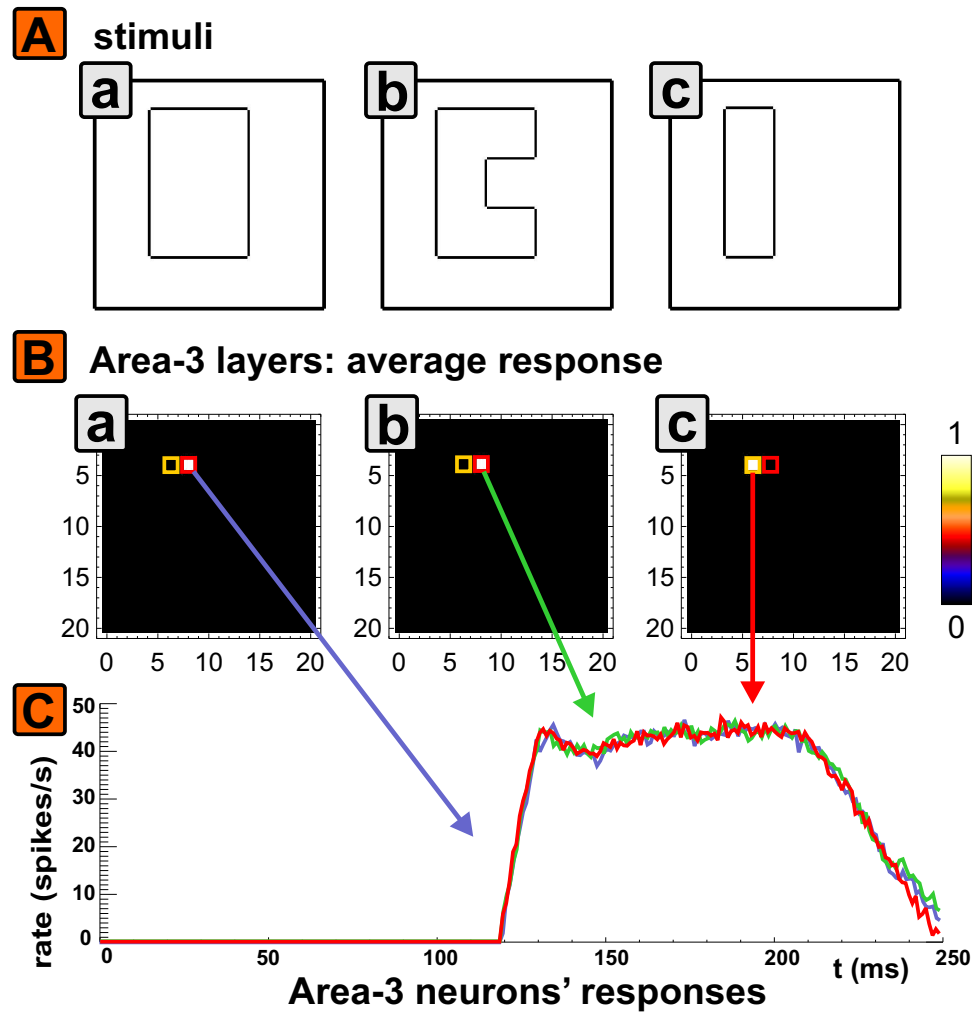 A stimuli
a b c
B Area-3 layers: average response
a b c
5 5 5 1
10 10 10
15 15 15
20 20 20 0
0 5 10 15 20 0 5 10 15 20 0 5 10 15 20
C
50
40
30
20
10
0
rate (spikes/s)
0 50 100 150 200 t (ms) 250
Area-3 neurons' responses